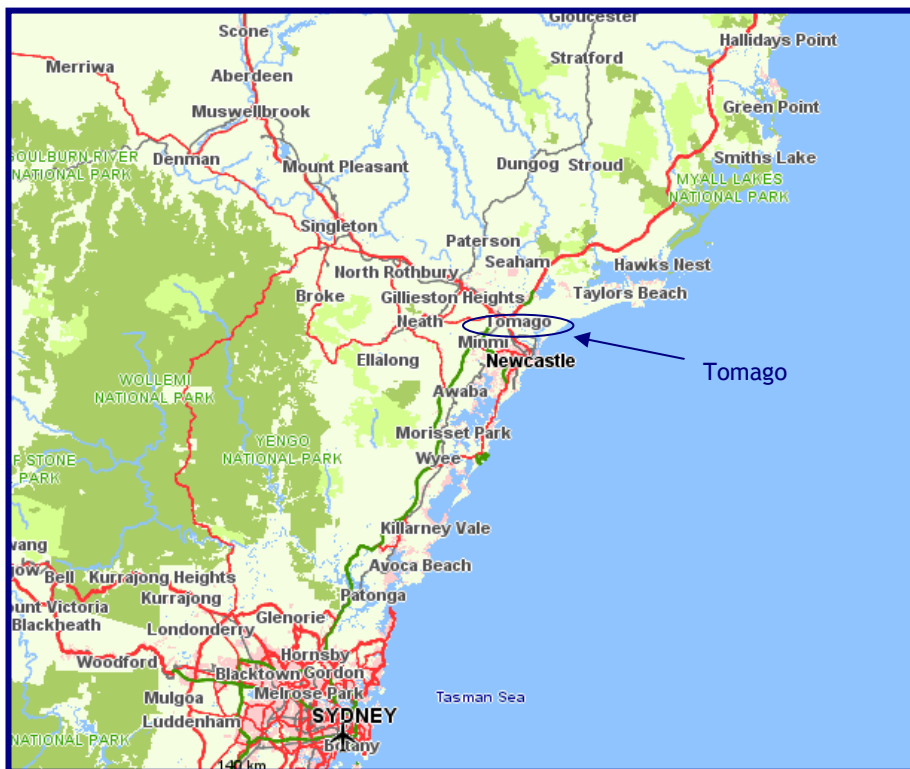 Gloucester
Scone
Hallidays Point
Stratford
Merriwa
Aberdeen
Muswellbrook
Green Point
Denman
GOULBURN RIVER
NATIONAL PARK
Mount Pleasant
Dungog
Stroud
Smiths Lake
MYALL LAKES
NATIONAL PARK
Singleton
Paterson
Seaham
North Rothbury
Hawks Nest
Broke
Gillieston Heights
Taylors Beach
Neath
Tomago
Minmi
Ellalong
Newcastle
Tomago
WOLLEMI
NATIONAL PARK
Awaba
YENGO
NATIONAL PARK
Morisset Park
Wyee
STONE
PARK
Killarney Vale
wang
Avoca Beach
Bell
Kurrajong Heights
Kurrajong
Patonga
ount Victoria
Blackheath
Glenorie
Londonderry
Hornsby
Woodford
Blacktown
Gordon
Mulgoa
Melrose Park
Tasman Sea
Luddenham
SYDNEY
NATIONAL PARK
Botany
140 km